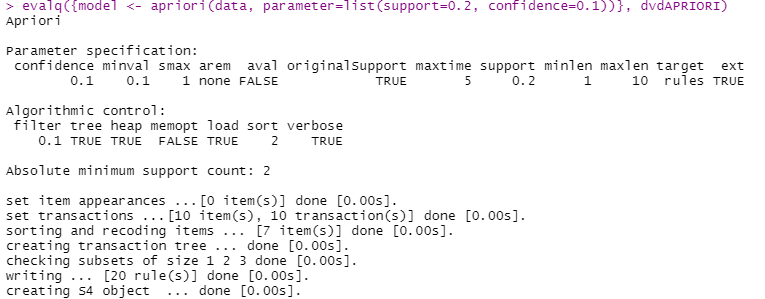 > evalq({model <- apriori(data, parameter=list(support=0.2, confidence=0.1))}, dvdAPRIORI)
Apriori

Parameter specification:
 confidence minval smax arem  aval originalSupport maxtime support minlen maxlen target  ext
        0.1    0.1    1 none FALSE            TRUE       5     0.2      1     10  rules TRUE

Algorithmic control:
 filter tree heap memopt load sort verbose
    0.1 TRUE TRUE  FALSE TRUE    2    TRUE

Absolute minimum support count: 2

set item appearances ...[0 item(s)] done [0.00s].
set transactions ...[10 item(s), 10 transaction(s)] done [0.00s].
sorting and recoding items ... [7 item(s)] done [0.00s].
creating transaction tree ... done [0.00s].
checking subsets of size 1 2 3 done [0.00s].
writing ... [20 rule(s)] done [0.00s].
creating S4 object  ... done [0.00s].